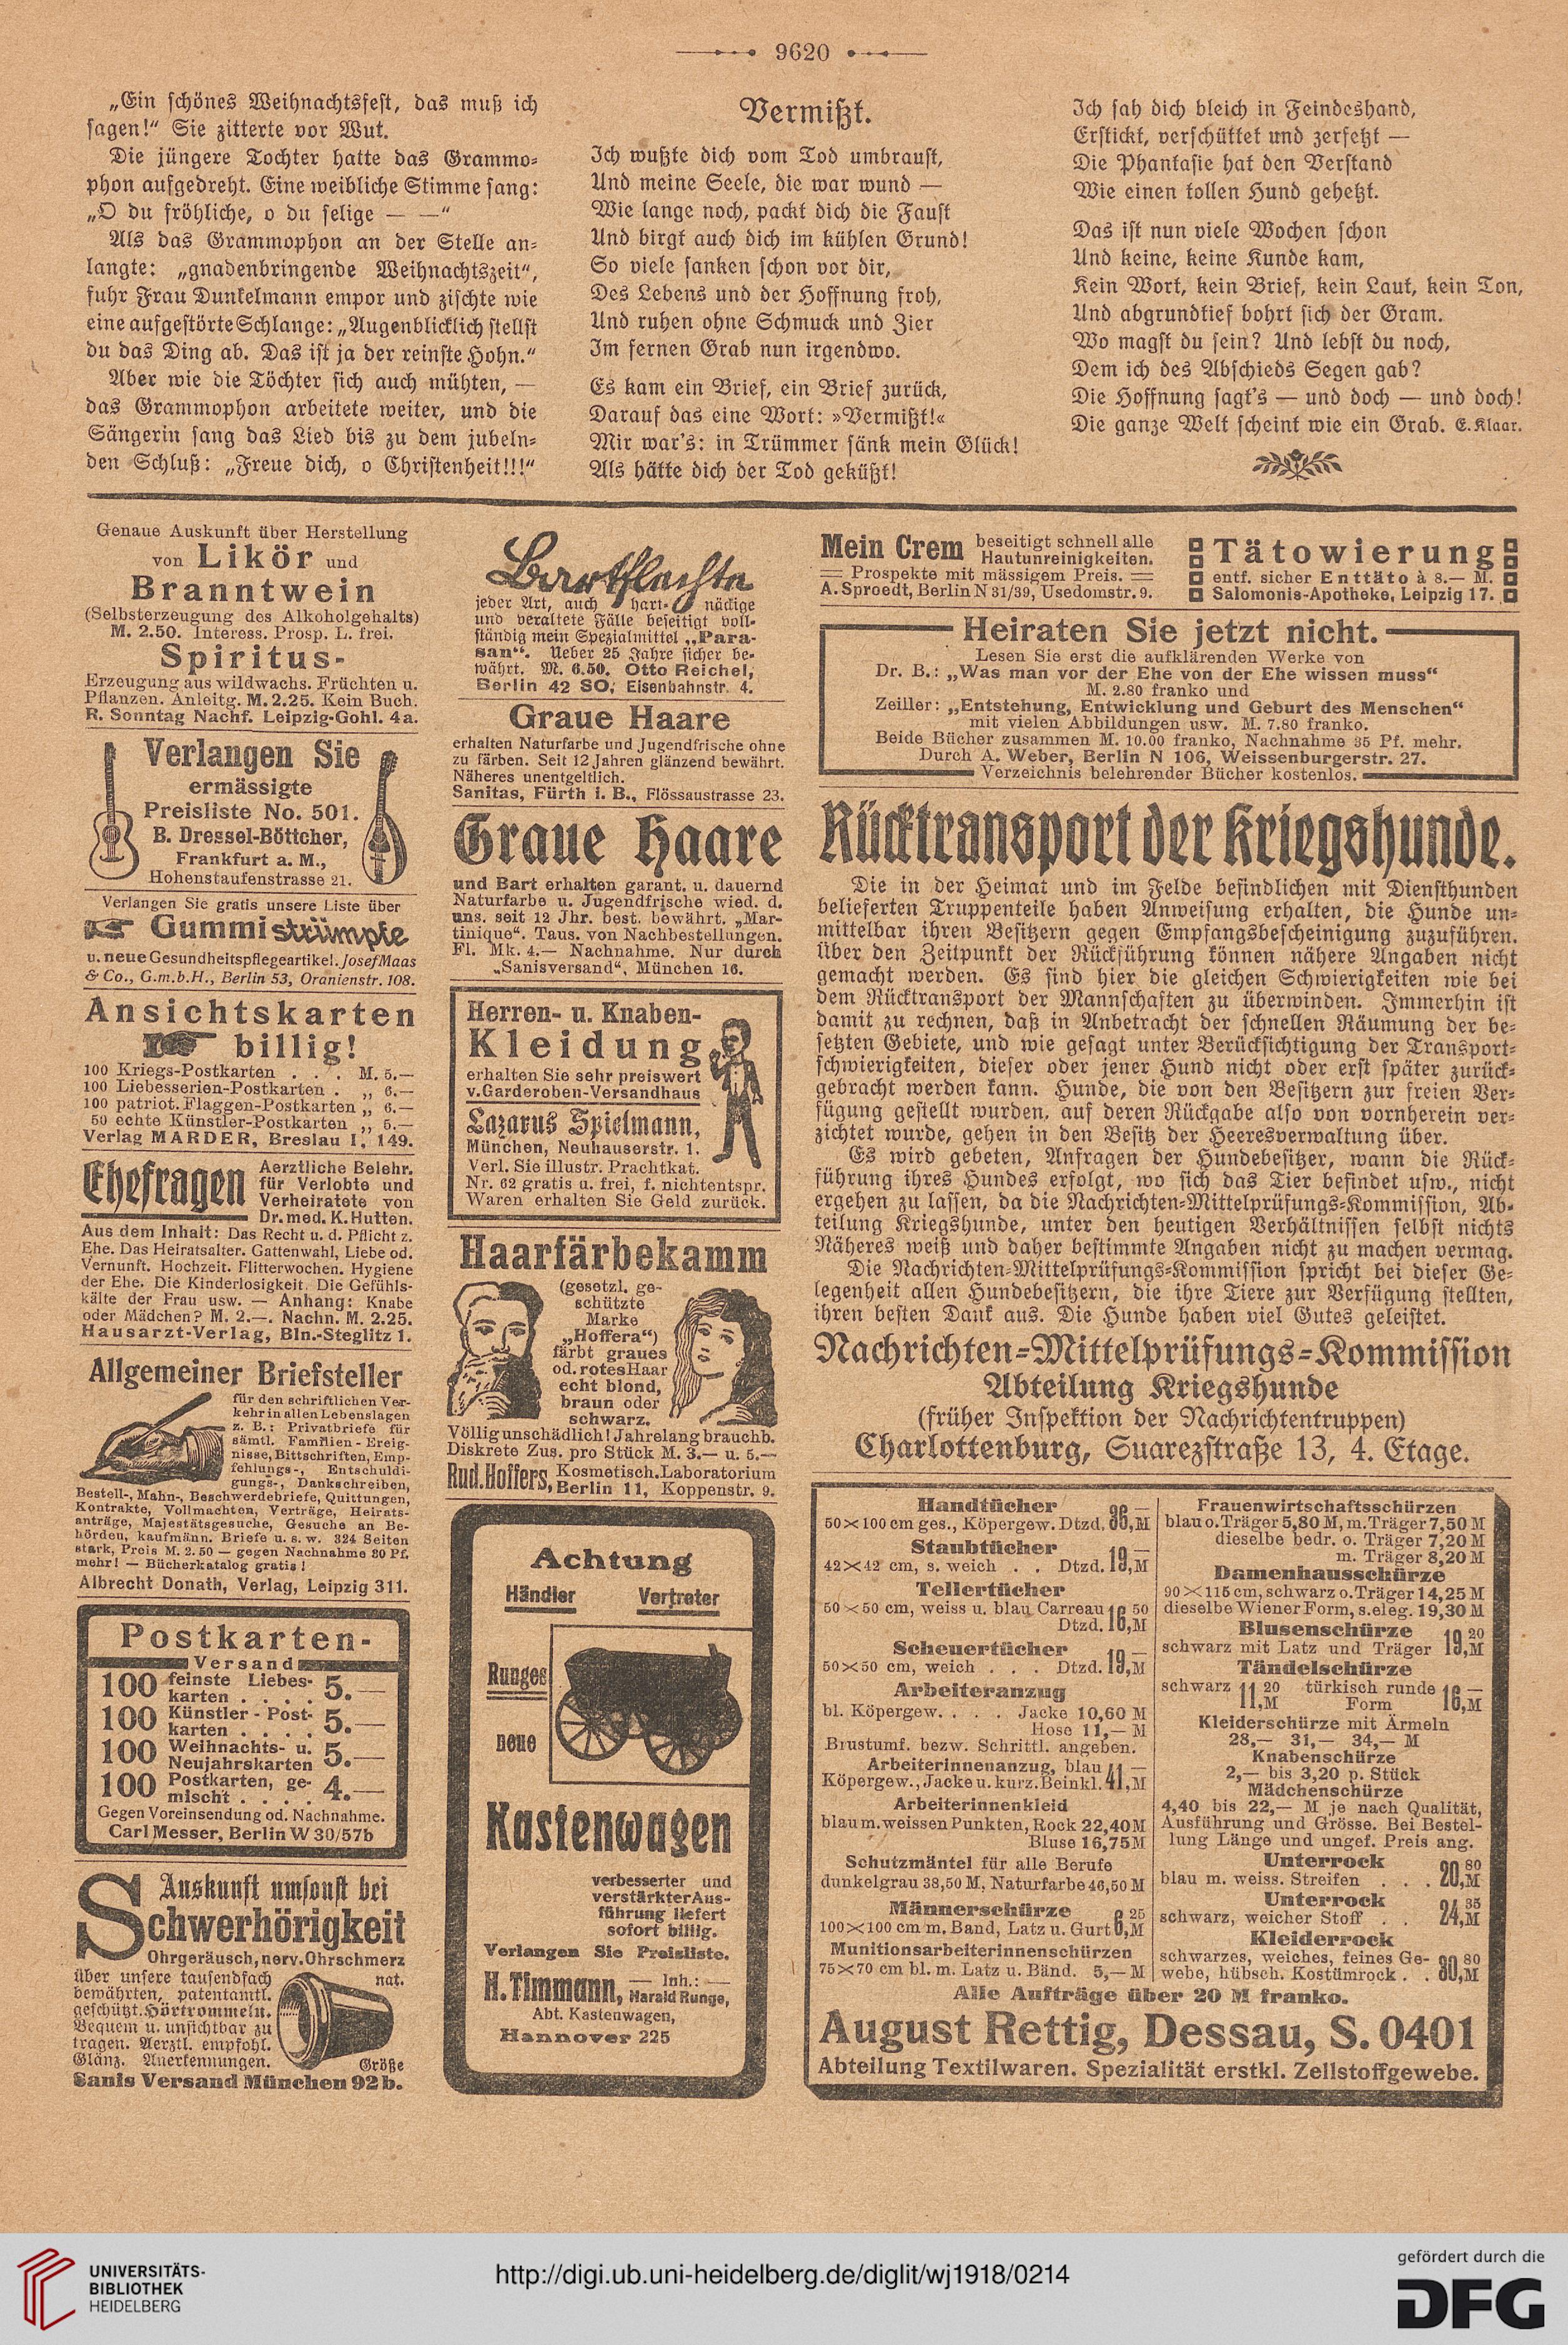 9620
„Ein schönes Weihnachtsfest, das muß ich
sagen!“ Sie zitterte vor Wut.
Die jüngere Tochter hatte das Grammo-
phon aufgedreht. Eine weibliche Stimme sang:
„O du fröhliche, o du selige — —“
Als das Grammophon an der Stelle an-
langte: „gnadenbringende Weihnachtszeit“,
fuhr Frau Dunkelmann empor und zischte wie
eine aufgestörte Schlange: „Augenblicklich stellst
du das Ding ab. Das ist ja der reinste Hohn.“
Aber wie die Töchter sich auch mühten, —
das Grammophon arbeitete weiter, und die
Sängerin sang das Lied bis zu dem jubeln-
den Schluß: „Freue dich, o Christenheit!!!“
Vermißt.
Ich wußte dich vom Tod umbraust,
Und meine Seele, die war wund —
Wie lange noch, packt dich die Faust
Und birgt auch dich im kühlen Grund!
So viele sanken schon vor dir,
Des Lebens und der Hoffnung froh,
Und ruhen ohne Schmuck und Zier
Im fernen Grab nun irgendwo.
Es kam ein Brief, ein Brief zurück,
Darauf das eine Wort: »Vermißt!«
Mir war's: in Trümmer sänk mein Glück!
Als hätte dich der Tod geküßt!
Ich sah dich bleich in Feindeshand,
Erstickt, verschüttet und zerfetzt —
Die Phantasie hat den Verstand
Wie einen tollen Hund gehetzt.
Das ist nun viele Wochen schon
Und keine, keine Kunde kam,
Kein Wort, kein Brief, kein Laut, kein Ton,
Und abgrundtief bohrt sich der Gram.
Wo magst du sein? Und lebst du noch,
Dem ich des Abschieds Segen gab?
Die Hoffnung sagt's — und doch — und doch!
Die ganze Welt scheint wie ein Grab. E. Klaar.
Genaue Auskunft über Herstellung
von Likör und
Branntwein
(Selbsterzeugung des Alkoholgehalts)
M. 2.50. Interess. Prosp. L. frei.
Spiritus-
Erzeugung aus wildwachs. Früchten u.
Pflanzen. Anleitg. M. 2.25. Kein Buch.
R. Sonntag Nachf. Leipzig-Gohl. 4a.
Verlangen Sie
ermässigte
Preisliste No. 501.
B. Dressel-Böttcher,
Frankfurt a. M.,
Hohenstaufenstrasse 21.
Verlangen Sie gratis unsere Liste über
Gummistrümpfe
u. neue Gesundheitspflegeartikel. Josef Maas
& Co., G.m.b.H., Berlin 53, Oranienstr. 108.
Ansichtskarten
billig!
100 Kriegs-Postkarten . . . M. 5.—
100 Liebesserien-Postkarten . „ 6.—
100 patriot. Flaggen-Postkarten „ 6.—
50 echte Künstler-Postkarten „ 5.—
Verlag MARDER, Breslau I, 149.
Ehefragen
Aerztliche Belehr.
für Verlobte und
Verheiratete von
Dr. med. K. Hutten.
Aus dem Inhalt: Das Recht u. d. Pflicht z.
Ehe. Das Heiratsalter. Gattenwahl, Liebe od.
Vernunft. Hochzeit. Flitterwochen. Hygiene
der Ehe. Die Kinderlosigkeit. Die Gefühls-
kälte der Frau usw. — Anhang: Knabe
oder Mädchen? M. 2.—. Nachn. M. 2.25.
Hausarzt-Verlag, Bln.-Steglitz 1.
Allgemeiner Briefsteller
für den schriftlichen Ver-
kehr in allen Lebenslagen
z. B.: Privatbriefe für
sämtl. Familien-Ereig-
nisse, Bittschriften, Emp-
fehlungs-, Entschuldi-
gungs-, Dankschreiben,
Bestell-, Mahn-, Beschwerdebriefe, Quittungen,
Kontrakte, Vollmachten, Verträge, Heirats-
anträge, Majestätsgesuche, Gesuche an Be-
hörden, kaufmänn. Briefe u. s. w. 324 Seiten
stark, Preis M. 2.50 — gegen Nachnahme 30 Pf.
mehr! — Bücherkatalog gratis!
Albrecht Donath, Verlag, Leipzig 311.
Postkarten-
Versand
100 feinste Liebes-
karten . . . . 5.—
100 Künstler-Post-
karten . . . . 5.—
100 Weihnachts- u.
Neujahrskarten 5.—
100 Postkarten, ge-
mischt . . . . 4.—
Gegen Voreinsendung od. Nachnahme.
Carl Messer, Berlin W 30/57b
Auskunft umsonst bei
Schwerhörigkeit
Ohrgeräusch, nerv. Ohrschmerz
über unsere tausendfach
bewährten, patentamtl.
geschützt. Hörtrommeln.
Bequem u. unsichtbar zu
tragen. Aerztl. empfohl.
Glänz. Anerkennungen.
nat.
Größe
Sanis Versand München 92 b.
Bartflechte
jeder Art, auch hart- näckige
und veraltete Fälle beseitigt voll-
ständig mein Spezialmittel „Para-
san“. Ueber 25 Jahre sicher be-
währt. M. 6.50. Otto Reichel,
Berlin 42 SO, Eisenbahnstr. 4.
Graue Haare
erhalten Naturfarbe und Jugendfrische ohne
zu färben. Seit 12 Jahren glänzend bewährt.
Näheres unentgeltlich.
Sanitas, Fürth i. B., Flössaustrasse 23.
Graue Haare
und Bart erhalten garant. u. dauernd
Naturfarbe u. Jugendfrische wied. d.
uns. seit 12 Jhr. best. bewährt. „Mar-
tinique“. Taus. von Nachbestellungen.
Fl. Mk. 4.— Nachnahme. Nur durch
„Sanisversand“, München 16.
Herren- u. Knaben-
Kleidung
erhalten Sie sehr preiswert
v. Garderoben-Versandhaus
Lazarus Spielmann,
München, Neuhauserstr. 1.
Verl. Sie illustr. Prachtkat.
Nr. 62 gratis u. frei, f. nichtentspr.
Waren erhalten Sie Geld zurück.
Haarfärbekamm
(gesetzl. ge-
schützte
Marke
„Hoffera“)
färbt graues
od. rotes Haar
echt blond,
braun oder
schwarz.
Völlig unschädlich! Jahrelang brauchb.
Diskrete Zus. pro Stück M. 3.— u. 5.—
Rud. Hoffers, Kosmetisch. Laboratorium
Berlin 11, Koppenstr. 9.
Achtung
Händler Vertreter
Runges
neue
Kastenwagen
verbesserter und
verstärkter Aus-
führung liefert
sofort billig.
Verlangen Sie Preisliste.
H. Timmann, — Inh.: —
Harald Runge,
Abt. Kastenwagen,
Hannover 225
Mein Crem beseitigt schnell alle
Hautunreinigkeiten.
Prospekte mit mässigem Preis.
A. Sproedt, Berlin N 31/39, Usedomstr. 9.
Tätowierung
entf. sicher Enttäto à 8.— M.
Salomonis-Apotheke, Leipzig 17.
Heiraten Sie jetzt nicht.
Lesen Sie erst die aufklärenden Werke von
Dr. B.: „Was man vor der Ehe von der Ehe wissen muss“
M. 2.80 franko und
Zeiller: „Entstehung, Entwicklung und Geburt des Menschen“
mit vielen Abbildungen usw. M. 7.80 franko.
Beide Bücher zusammen M. 10.00 franko, Nachnahme 35 Pf. mehr.
Durch A. Weber, Berlin N 106, Weissenburgerstr. 27.
Verzeichnis belehrender Bücher kostenlos.
Rücktransport der Kriegshunde.
Die in der Heimat und im Felde befindlichen mit Diensthunden
belieferten Truppenteile haben Anweisung erhalten, die Hunde un-
mittelbar ihren Besitzern gegen Empfangsbescheinigung zuzuführen.
Über den Zeitpunkt der Rückführung können nähere Angaben nicht
gemacht werden. Es sind hier die gleichen Schwierigkeiten wie bei
dem Rücktransport der Mannschaften zu überwinden. Immerhin ist
damit zu rechnen, daß in Anbetracht der schnellen Räumung der be-
setzten Gebiete, und wie gesagt unter Berücksichtigung der Transport-
schwierigkeiten, dieser oder jener Hund nicht oder erst später zurück-
gebracht werden kann. Hunde, die von den Besitzern zur freien Ver-
fügung gestellt wurden, auf deren Rückgabe also von vornherein ver-
zichtet wurde, gehen in den Besitz der Heeresverwaltung über.
Es wird gebeten, Anfragen der Hundebesitzer, wann die Rück-
führung ihres Hundes erfolgt, wo sich das Tier befindet usw., nicht
ergehen zu lassen, da die Nachrichten-Mittelprüfungs-Kommission, Ab-
teilung Kriegshunde, unter den heutigen Verhältnissen selbst nichts
Näheres weiß und daher bestimmte Angaben nicht zu machen vermag.
Die Nachrichten-Mittelprüfungs-Kommission spricht bei dieser Ge-
legenheit allen Hundebesitzern, die ihre Tiere zur Verfügung stellten,
ihren besten Dank aus. Die Hunde haben viel Gutes geleistet.
Nachrichten-Mittelprüfungs-Kommission
Abteilung Kriegshunde
(früher Inspektion der Nachrichtentruppen)
Charlottenburg, Suarezstraße 13, 4. Etage.
Handtücher
50×100 cm ges., Köpergew. Dtzd. 36,— M
Staubtücher
42×42 cm, s. weich . . Dtzd. 19,— M
Tellertücher
50×50 cm, weiss u. blau Carreau
Dtzd. 16,50 M
Scheuertücher
50×50 cm, weich . . . Dtzd. 19,— M
Arbeiteranzug
bl. Köpergew. . . . Jacke 10,60 M
Hose 11,— M
Brustumf. bezw. Schrittl. angeben.
Arbeiterinnenanzug, blau
Köpergew., Jacke u. kurz. Beinkl. 41,— M
Arbeiterinnenkleid
blau m. weissen Punkten, Rock 22,40 M
Bluse 16,75 M
Schutzmäntel für alle Berufe
dunkelgrau 38,50 M, Naturfarbe 46,50 M
Männerschürze
100×100 cm m. Band, Latz u. Gurt 6,25 M
Munitionsarbeiterinnenschürzen
75×70 cm bl. m. Latz u. Bänd. 5,— M
Frauenwirtschaftsschürzen
blau o. Träger 5,80 M, m. Träger 7,50 M
dieselbe bedr. o. Träger 7,20 M
m. Träger 8,20 M
Damenhausschürze
90×115 cm, schwarz o. Träger 14,25 M
dieselbe Wiener Form, s. eleg. 19,30 M
Blusenschürze
schwarz mit Latz und Träger 19,20 M
Tändelschürze
schwarz 11,20 M türkisch runde Form 16,— M
Kleiderschürze mit Ärmeln
28,— 31,— 34,— M
Knabenschürze
2,— bis 3,20 p. Stück
Mädchenschürze
4,40 bis 22,— M je nach Qualität,
Ausführung und Grösse. Bei Bestel-
lung Länge und ungef. Preis ang.
Unterrock
blau m. weiss. Streifen . . . 20,80 M
Unterrock
schwarz, weicher Stoff . . 24,35 M
Kleiderrock
schwarzes, weiches, feines Ge-
webe, hübsch. Kostümrock . . 80 M
Alle Aufträge über 20 M franko.
August Rettig, Dessau, S. 0401
Abteilung Textilwaren. Spezialität erstkl. Zellstoffgewebe.
UNIVERSITÄTS-
BIBLIOTHEK
HEIDELBERG
http://digi.ub.uni-heidelberg.de/diglit/wj1918/0214
gefördert durch die
DFG